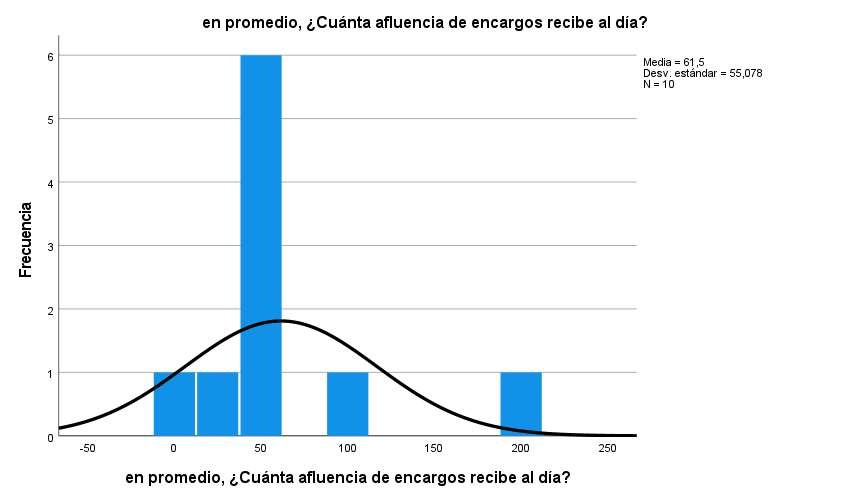 en promedio, ¿Cuánta afluencia de encargos recibe al día?
Media = 61,5
Desv. estándar = 55,078
N = 10
Frecuencia
6
5
4
3
2
1
0
-50 0 50 100 150 200 250
en promedio, ¿Cuánta afluencia de encargos recibe al día?